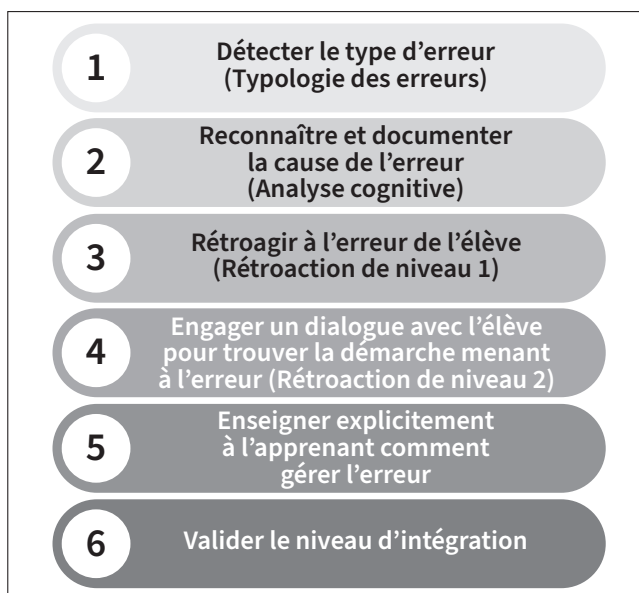 1
Détecter le type d’erreur
(Typologie des erreurs)
2
Reconnaître et documenter
la cause de l’erreur
(Analyse cognitive)
3
Rétroagir à l’erreur de l’élève
(Rétroaction de niveau 1)
4
Engager un dialogue avec l’élève
pour trouver la démarche menant
à l’erreur (Rétroaction de niveau 2)
5
Enseigner explicitement
à l’apprenant comment
gérer l’erreur
6
Valider le niveau d’intégration